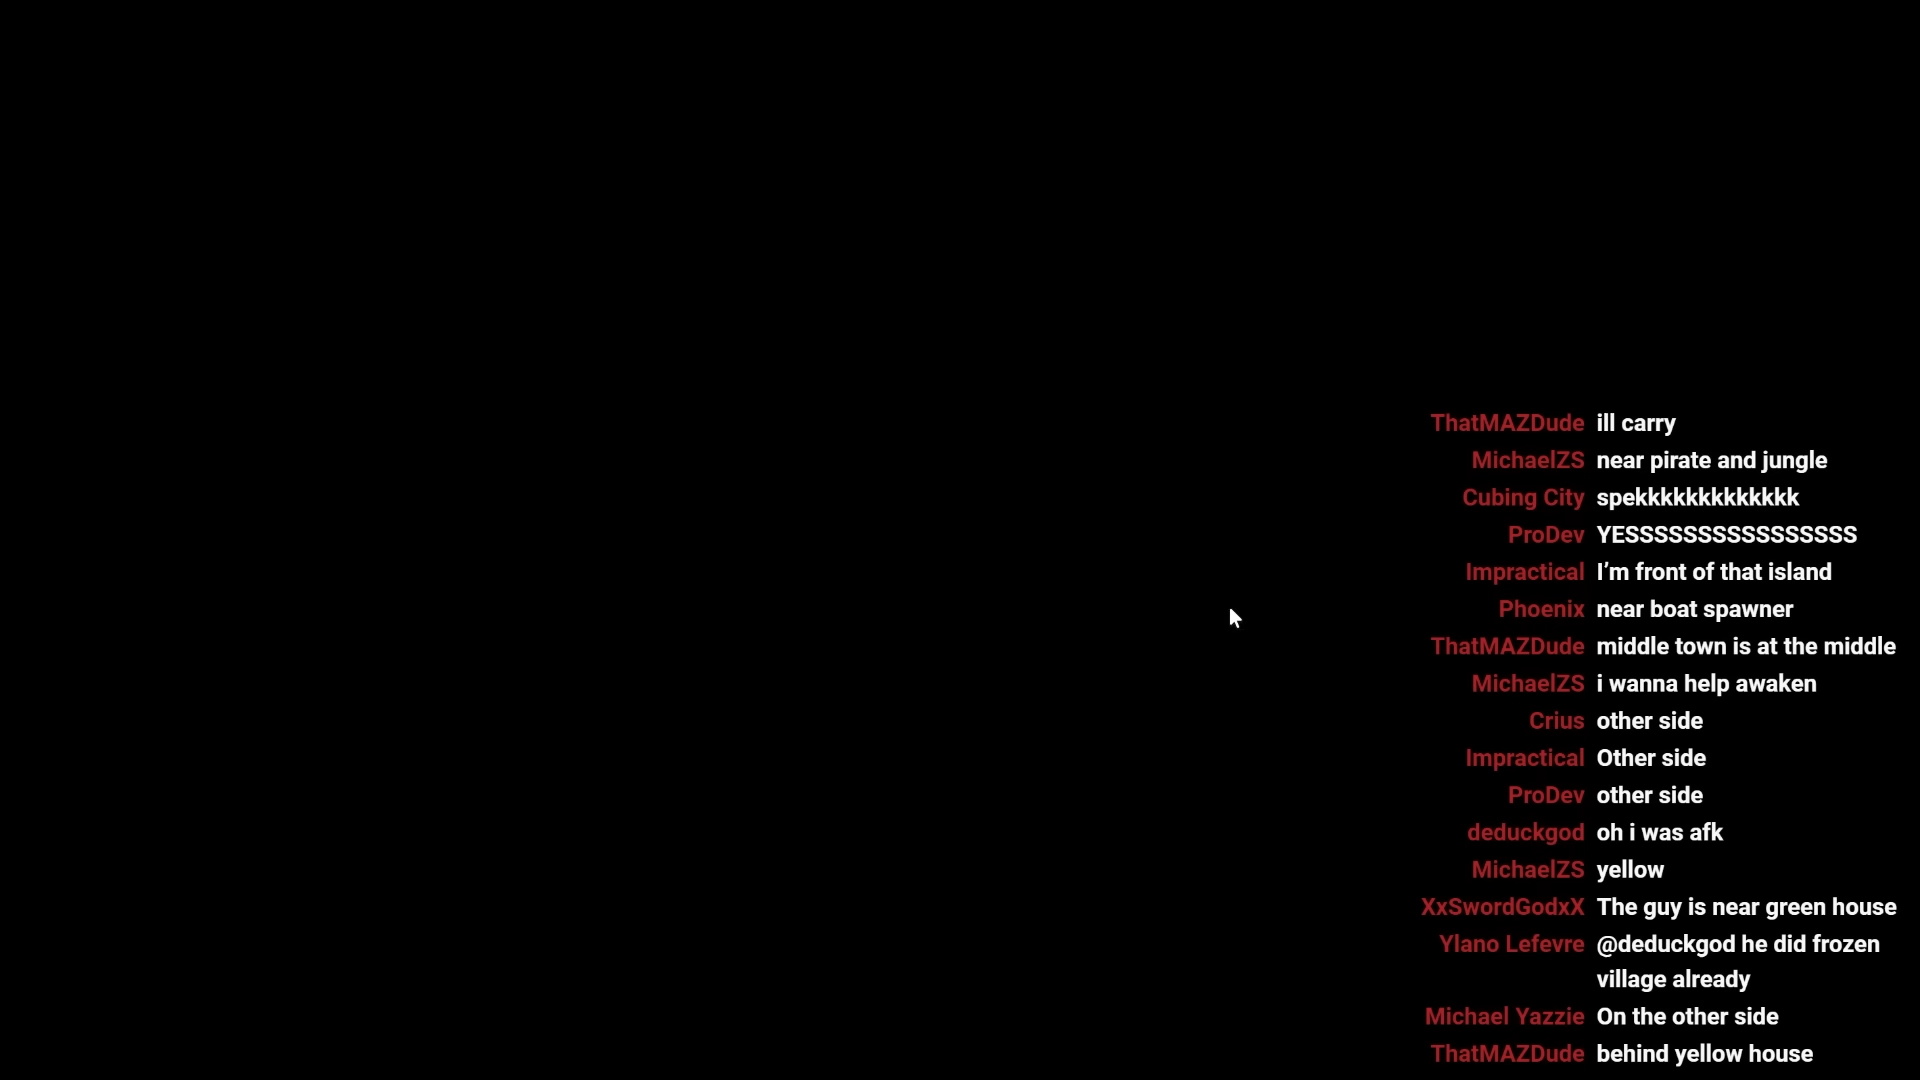 ThatMAZDude ill carry
MichaelZS near pirate and jungle
Cubing City spekkkkkkkkkkkkk
ProDev YESSSSSSSSSSSSSSSS
Impractical I’m front of that island
Phoenix near boat spawner
ThatMAZDude middle town is at the middle
MichaelZS i wanna help awaken
Crius other side
Impractical Other side
ProDev other side
deduckgod oh i was afk
MichaelZS yellow
XxSwordGodxX The guy is near green house
Ylano Lefevre @deduckgod he did frozen
village already
Michael Yazzie On the other side
ThatMAZDude behind yellow house